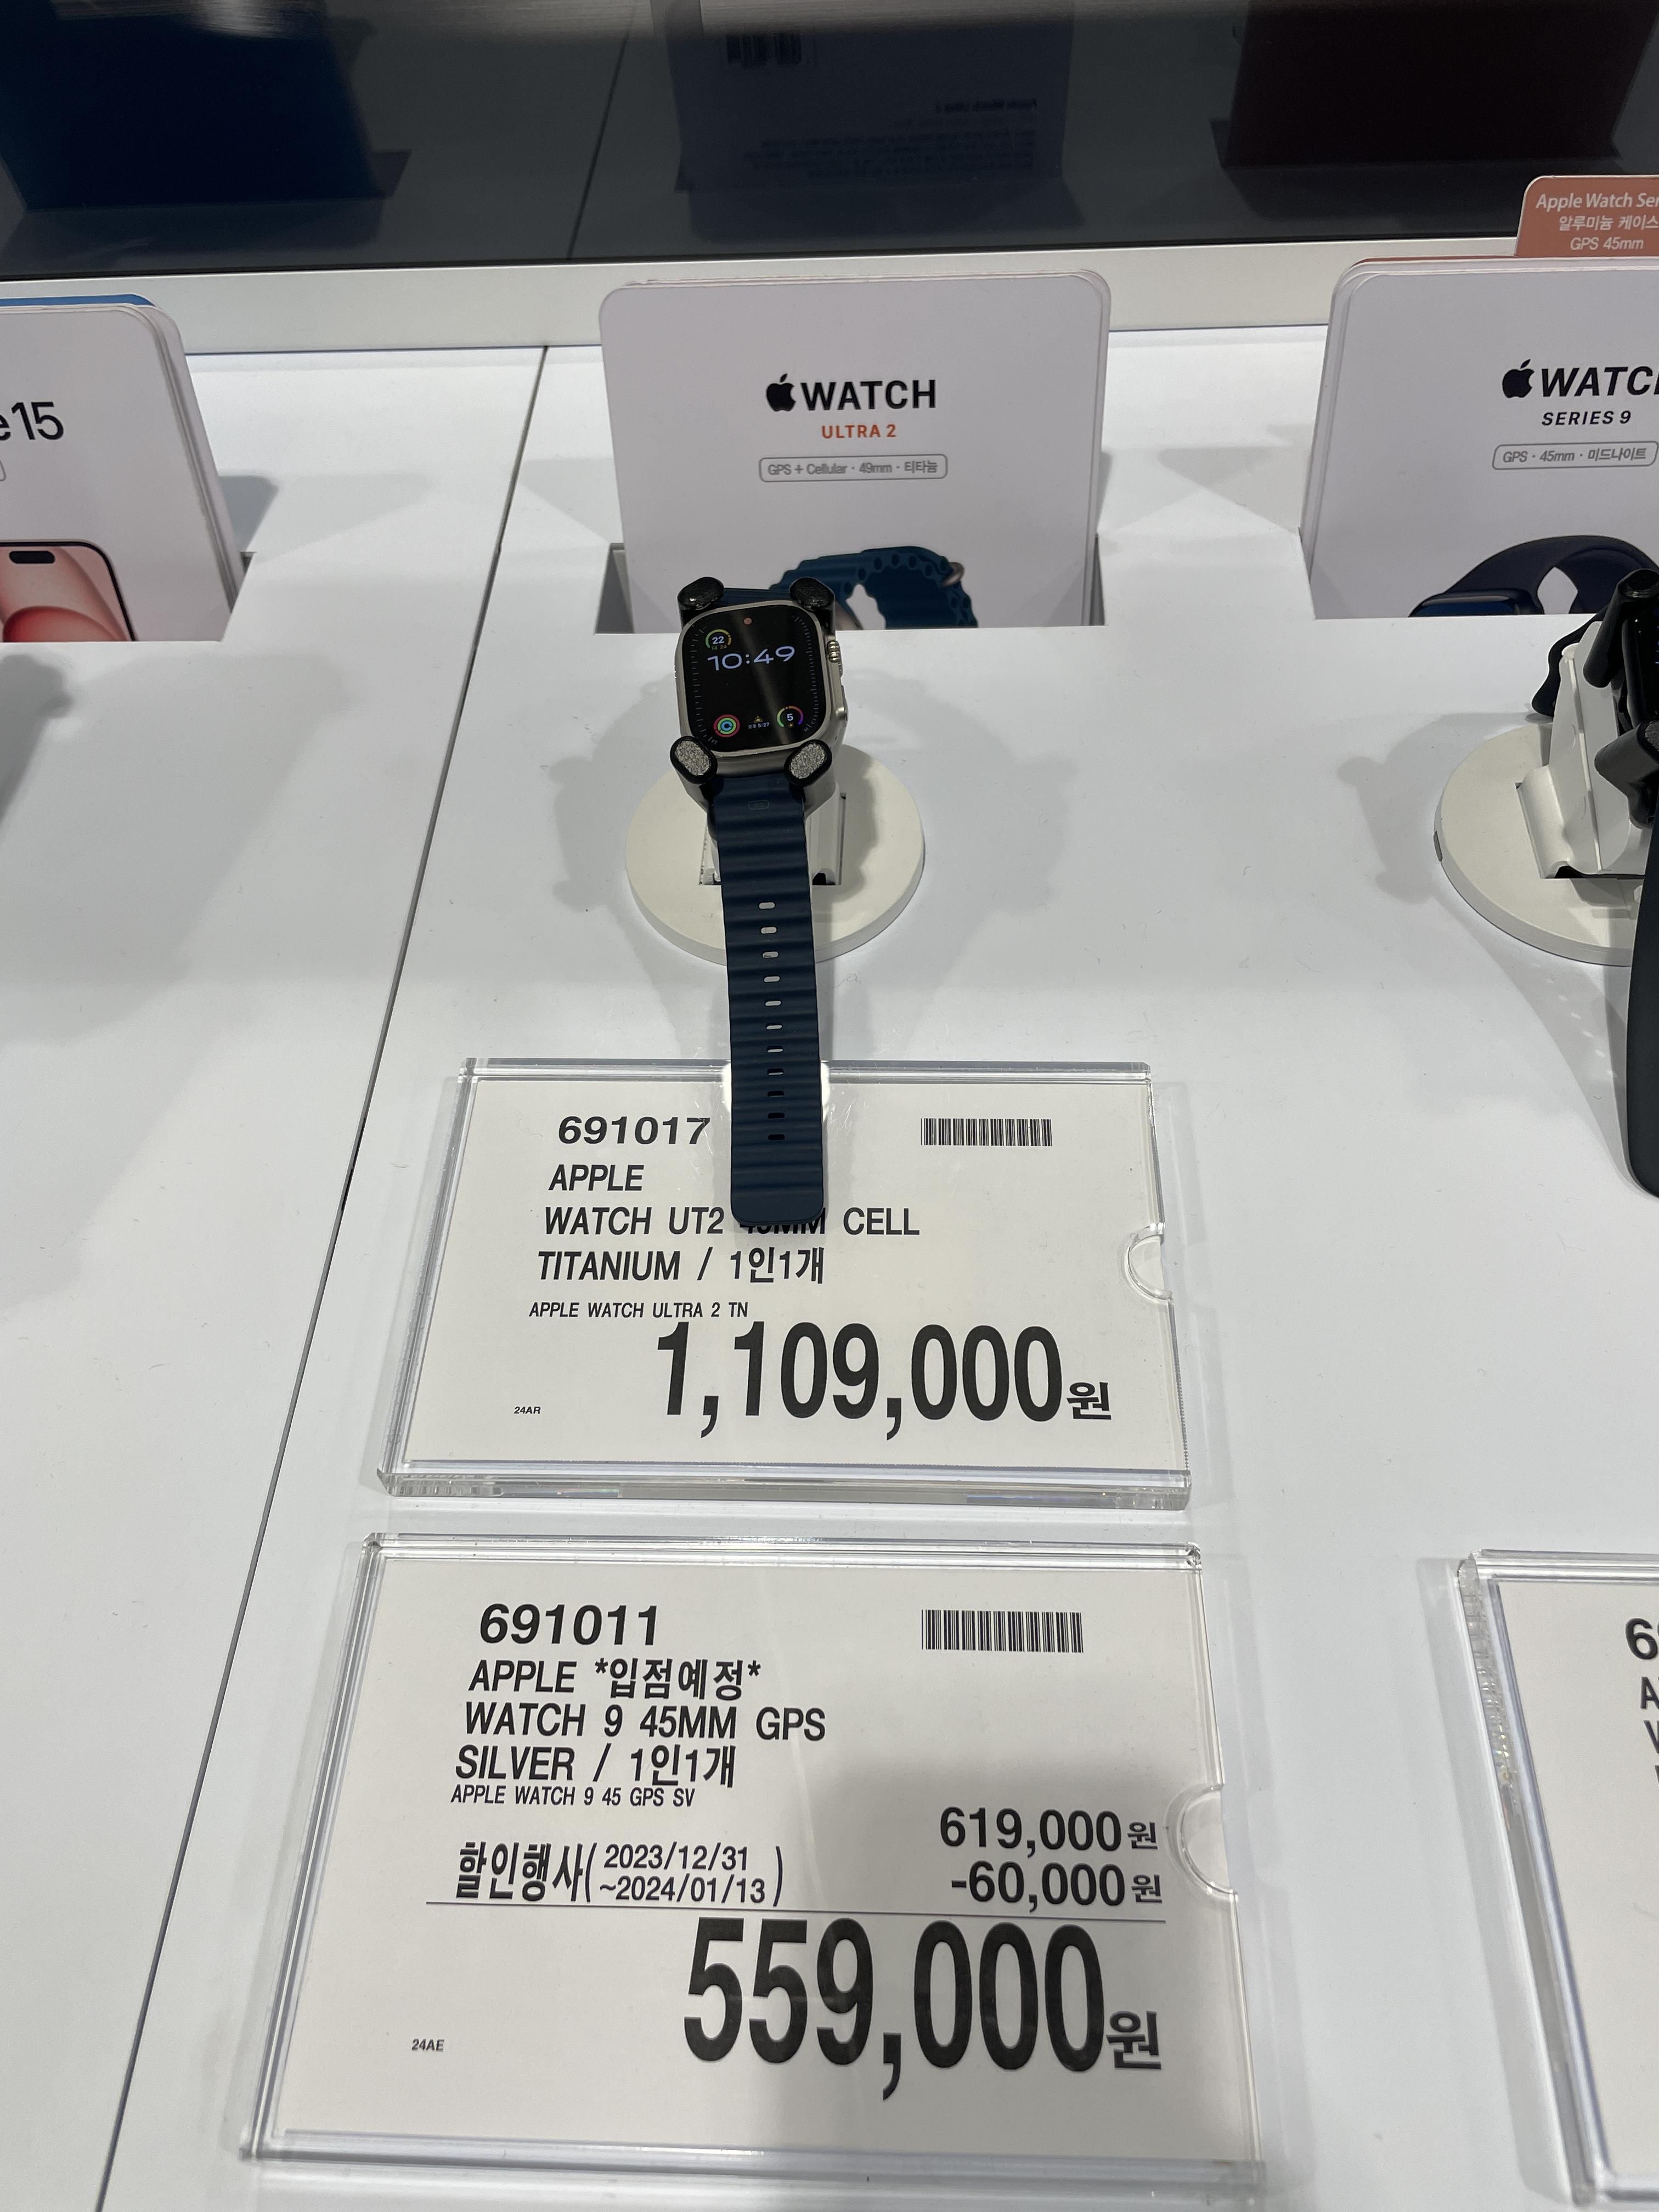 Apple Watch
알루미늄 케이스
GPS 45mm
e15
WATCH
ULTRA 2
GPS + Cellular · 49mm · 티타늄
WATCH
SERIES 9
GPS · 45mm · 미드나이트
22
10:49
5
691017
APPLE
WATCH UT2 49MM CELL
TITANIUM / 1인1개
APPLE WATCH ULTRA 2 TN
1,109,000원
24AR
691011
APPLE *입점예정*
WATCH 9 45MM GPS
SILVER / 1인1개
APPLE WATCH 9 45 GPS SV
619,000원
할인행사(2023/12/31
~2024/01/13)
-60,000원
559,000원
24AE